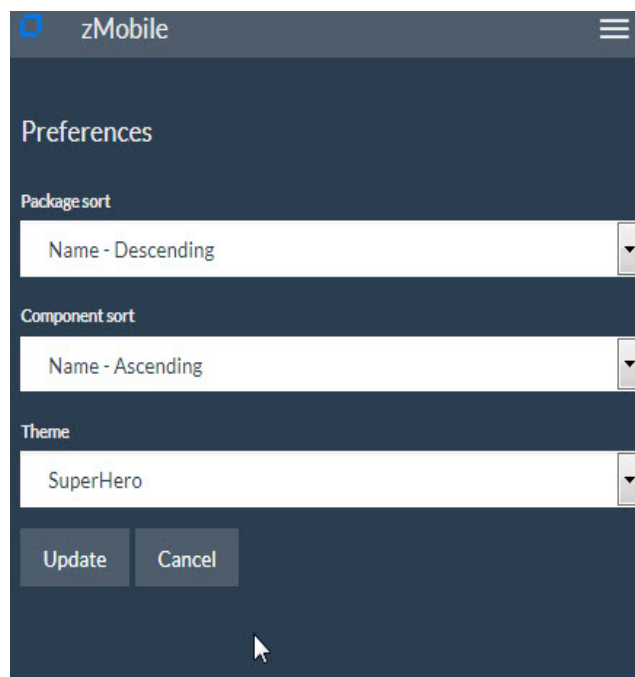 zMobile
Preferences
Package sort
Name - Descending
Component sort
Name - Ascending
Theme
SuperHero
Update Cancel